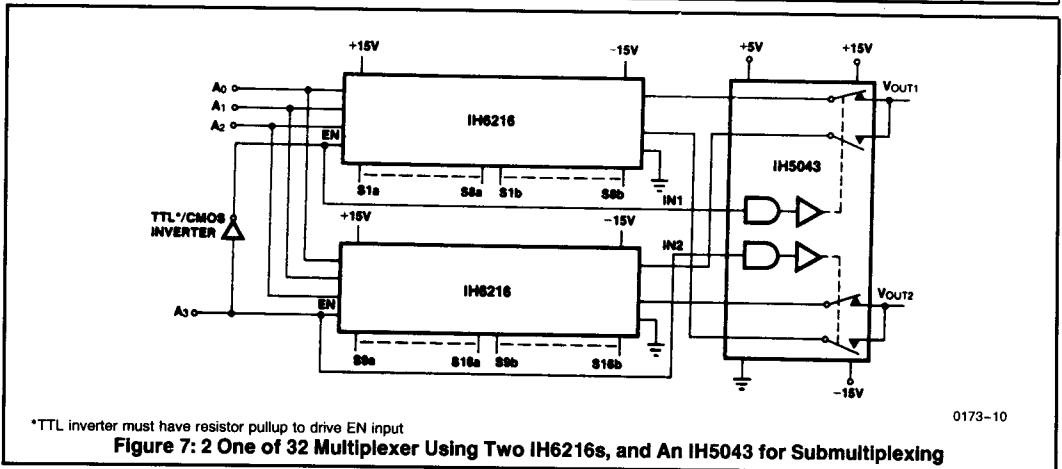 +15V
-15V
+5V
+15V
A0
A1
A2
EN
IH6216
VOUT1
IH5043
S1a
S8a
S1b
S8b
IN1
TTL*/CMOS
INVERTER
+15V
-15V
IN2
IH6216
A3
EN
VOUT2
S9a
S16a
S9b
S16b
-15V
*TTL inverter must have resistor pullup to drive EN input
0173-10
Figure 7: 2 One of 32 Multiplexer Using Two IH6216s, and An IH5043 for Submultiplexing